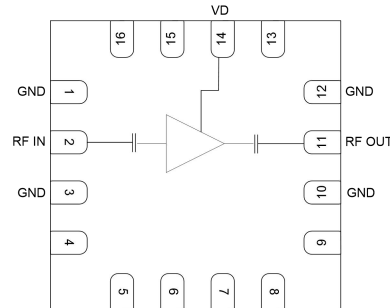 VD
16 15 14 13
GND 1 12 GND
RF IN 2 11 RF OUT
GND 3 10 GND
4 9
5 6 7 8